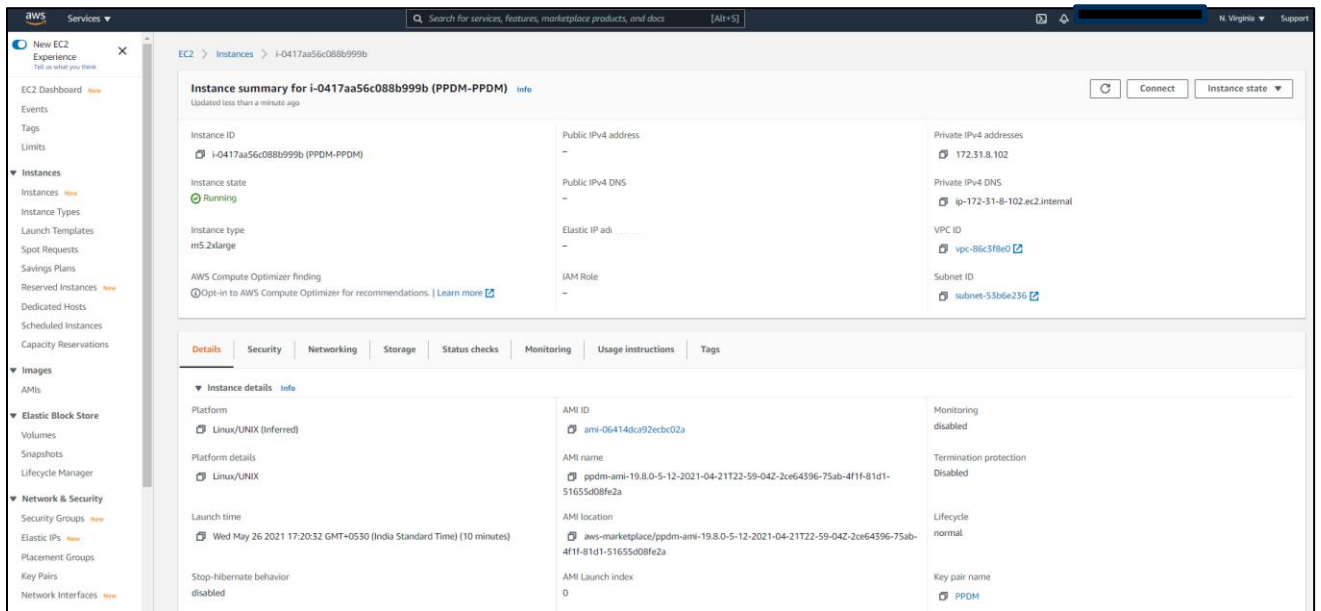 aws Services ▼ Search for services, features, marketplace products, and docs [Alt+S] N. Virginia ▼ Support
New EC2
Experience
Tell us what you think
EC2 Dashboard New
Events
Tags
Limits
▼ Instances
Instances New
Instance Types
Launch Templates
Spot Requests
Savings Plans
Reserved Instances New
Dedicated Hosts
Scheduled Instances
Capacity Reservations
▼ Images
AMIs
▼ Elastic Block Store
Volumes
Snapshots
Lifecycle Manager
▼ Network & Security
Security Groups New
Elastic IPs New
Placement Groups
Key Pairs
Network Interfaces New
EC2 > Instances > i-0417aa56c088b999b
Instance summary for i-0417aa56c088b999b (PPDM-PPDM) Info
Updated less than a minute ago
Connect Instance state ▼
Instance ID
i-0417aa56c088b999b (PPDM-PPDM)
Public IPv4 address
–
Private IPv4 addresses
172.31.8.102
Instance state
Running
Public IPv4 DNS
–
Private IPv4 DNS
ip-172-31-8-102.ec2.internal
Instance type
m5.2xlarge
Elastic IP
–
VPC ID
vpc-86c3f8e0
AWS Compute Optimizer finding
Opt-in to AWS Compute Optimizer for recommendations. | Learn more
IAM Role
–
Subnet ID
subnet-53b6e236
Details Security Networking Storage Status checks Monitoring Usage instructions Tags
▼ Instance details Info
Platform
Linux/UNIX (Inferred)
AMI ID
ami-06414dca92ecbc02a
Monitoring
disabled
Platform details
Linux/UNIX
AMI name
ppdm-ami-19.8.0-5-12-2021-04-21T22-59-04Z-2ce64396-75ab-4f1f-81d1-
51655d08fe2a
Termination protection
Disabled
Launch time
Wed May 26 2021 17:20:32 GMT+0530 (India Standard Time) (10 minutes)
AMI location
aws-marketplace/ppdm-ami-19.8.0-5-12-2021-04-21T22-59-04Z-2ce64396-75ab-
4f1f-81d1-51655d08fe2a
Lifecycle
normal
Stop-hibernate behavior
disabled
AMI Launch index
0
Key pair name
PPDM